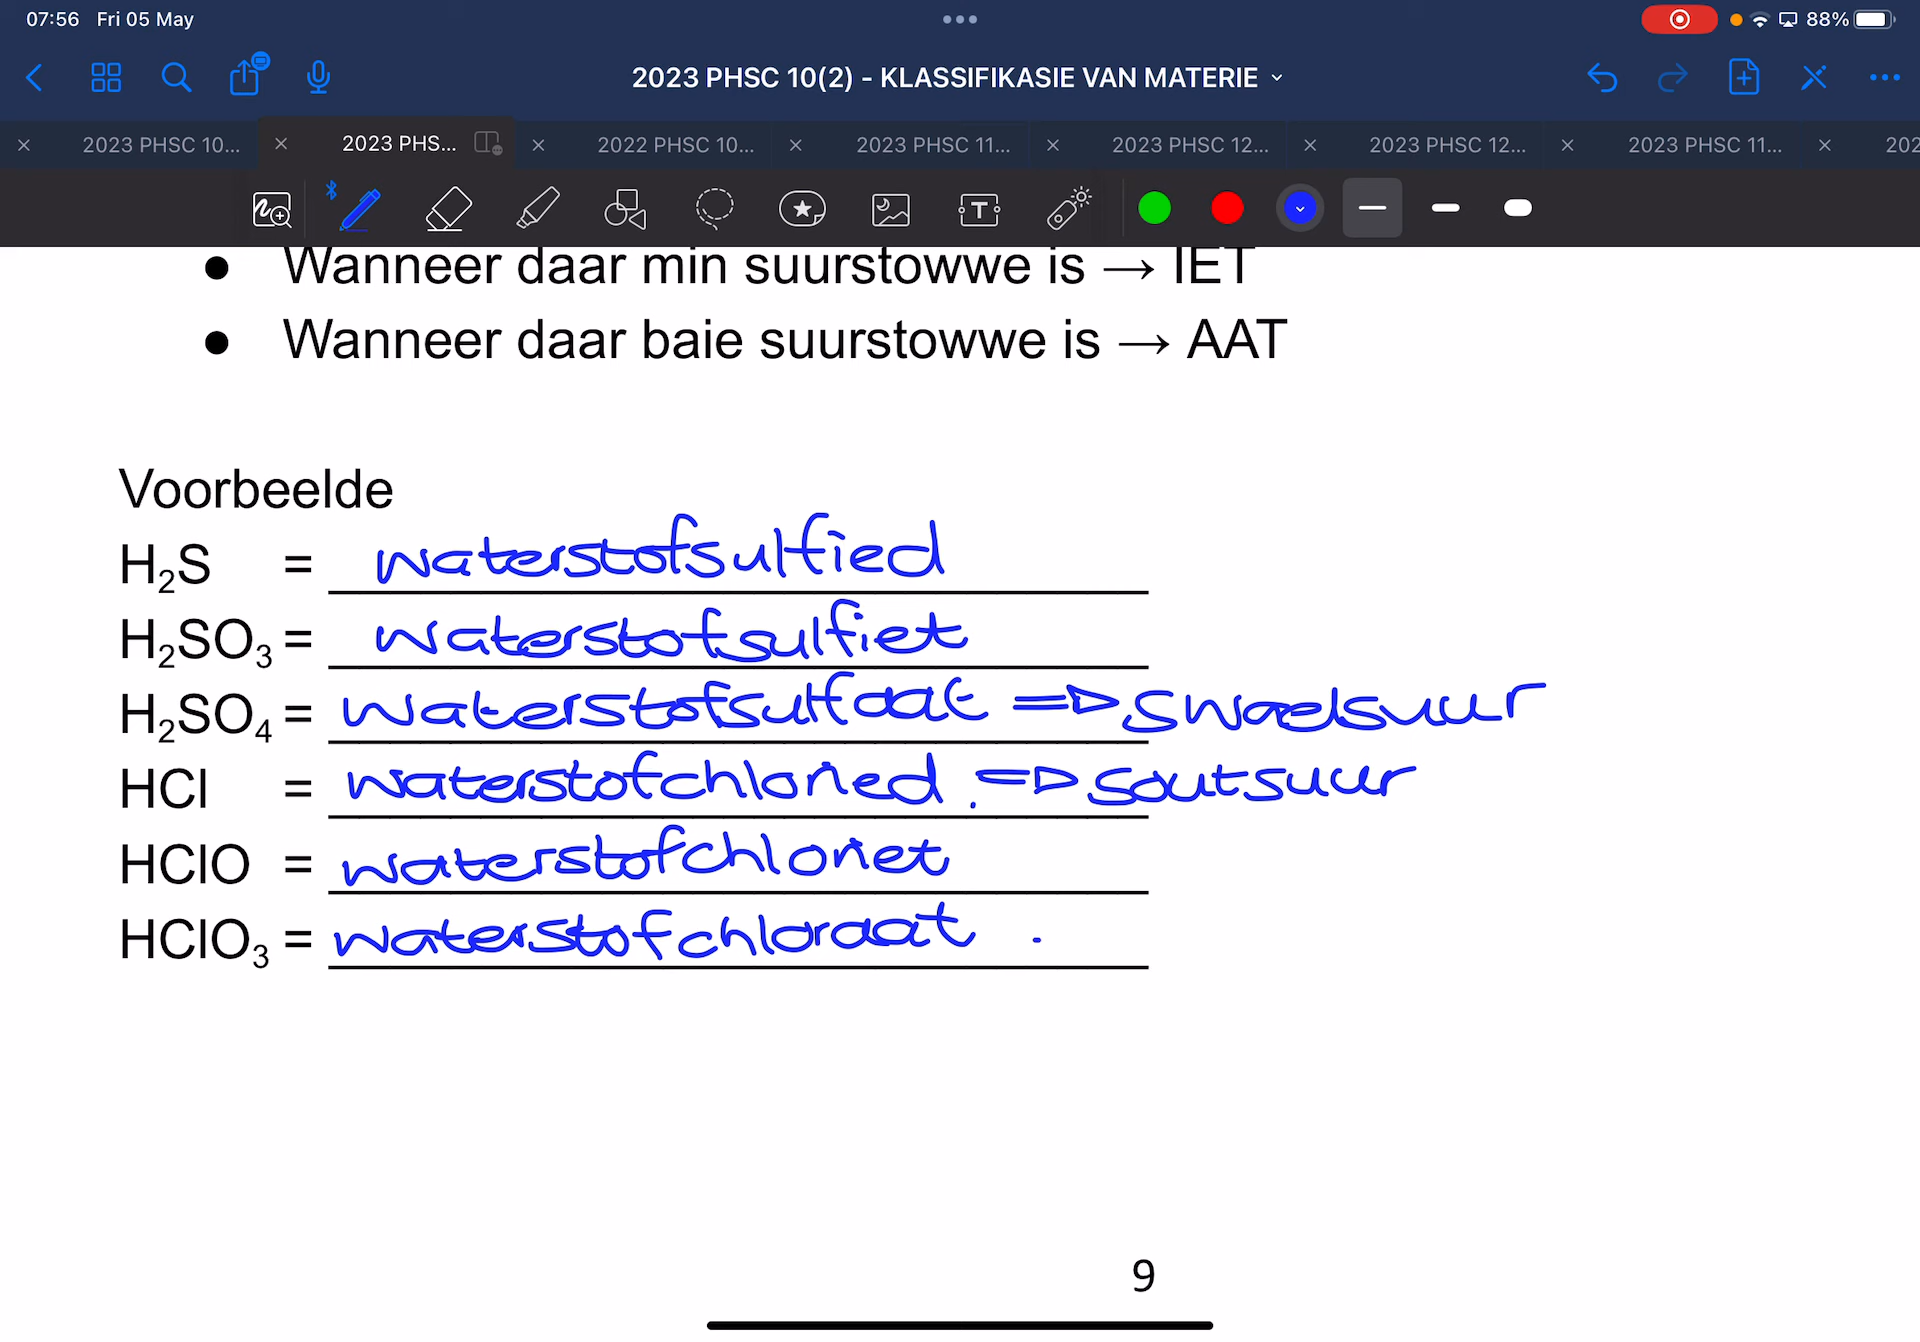 07:56 Fri 05 May
88%
2023 PHSC 10(2) - KLASSIFIKASIE VAN MATERIE
2023 PHSC 10... 2023 PHS... 2022 PHSC 10... 2023 PHSC 11... 2023 PHSC 12... 2023 PHSC 12... 2023 PHSC 11... 202
T
• Wanneer daar min suurstowwe is → IET
• Wanneer daar baie suurstowwe is → AAT
Voorbeelde
H₂S = waterstofsulfied
H₂SO₃ = waterstofsulfiet
H₂SO₄ = waterstofsulfaat ⇒ swaelsuur
HCl = waterstofchloried. ⇒ soutsuur
HClO = waterstofchloriet
HClO₃ = waterstofchloraat .
9